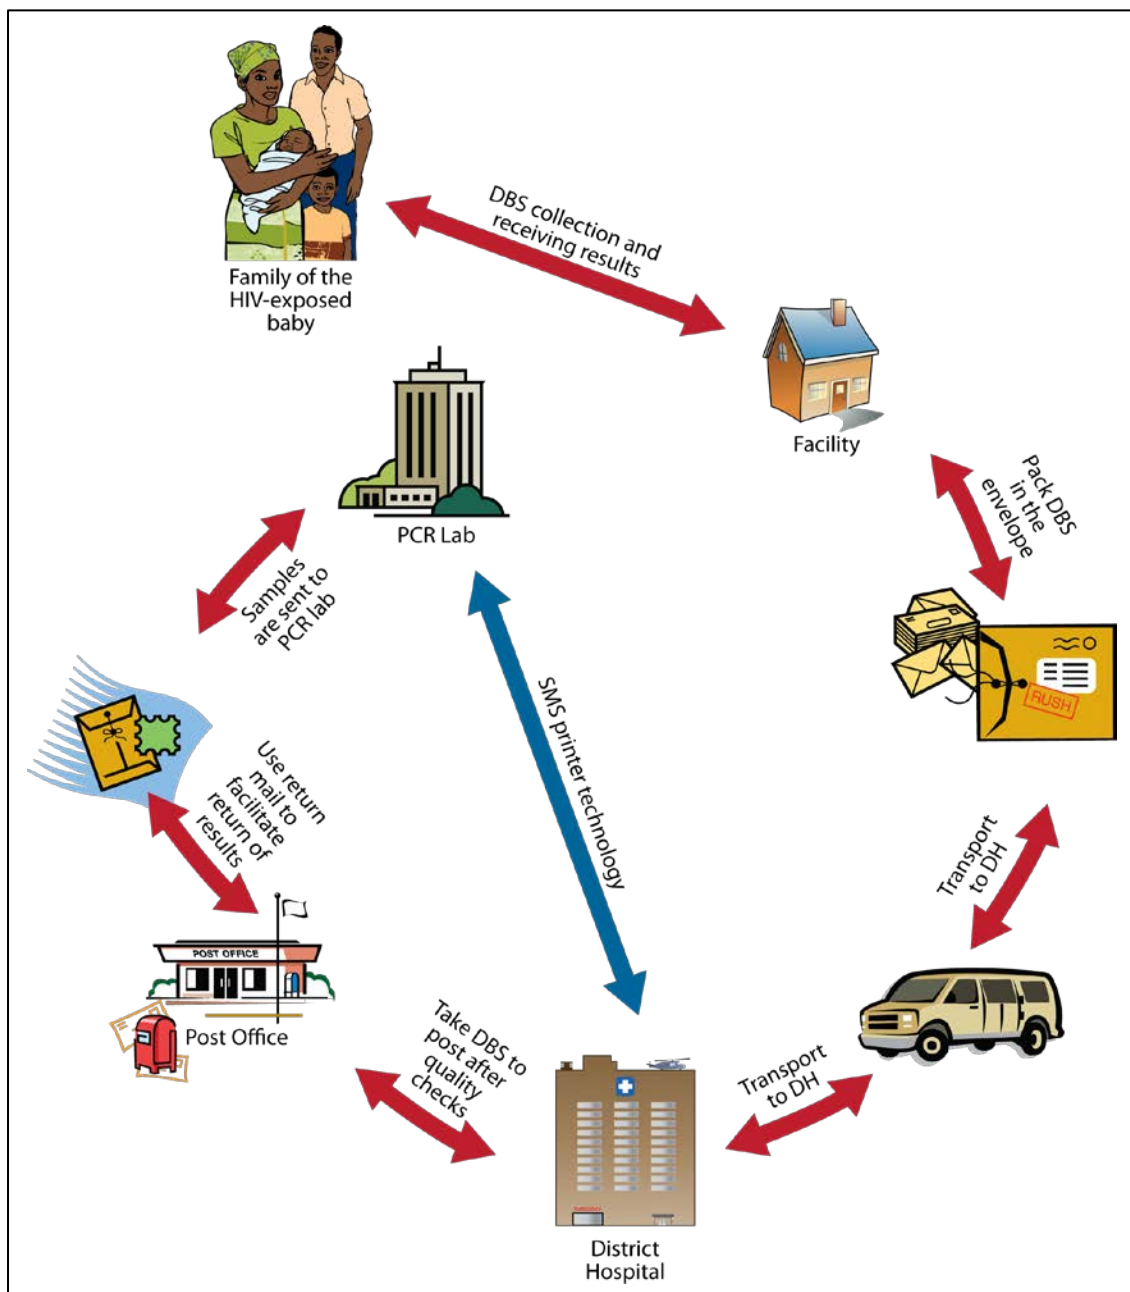 Family of the
HIV-exposed
baby
DBS collection and
receiving results
Facility
Pack DBS
in the
envelope
RUSH
Transport
to DH
Transport
to DH
District
Hospital
Take DBS to
post after
quality
checks
POST OFFICE
Post Office
Use return
mail to
facilitate
return of
results
Samples
are sent to
PCR lab
PCR Lab
SMS printer technology